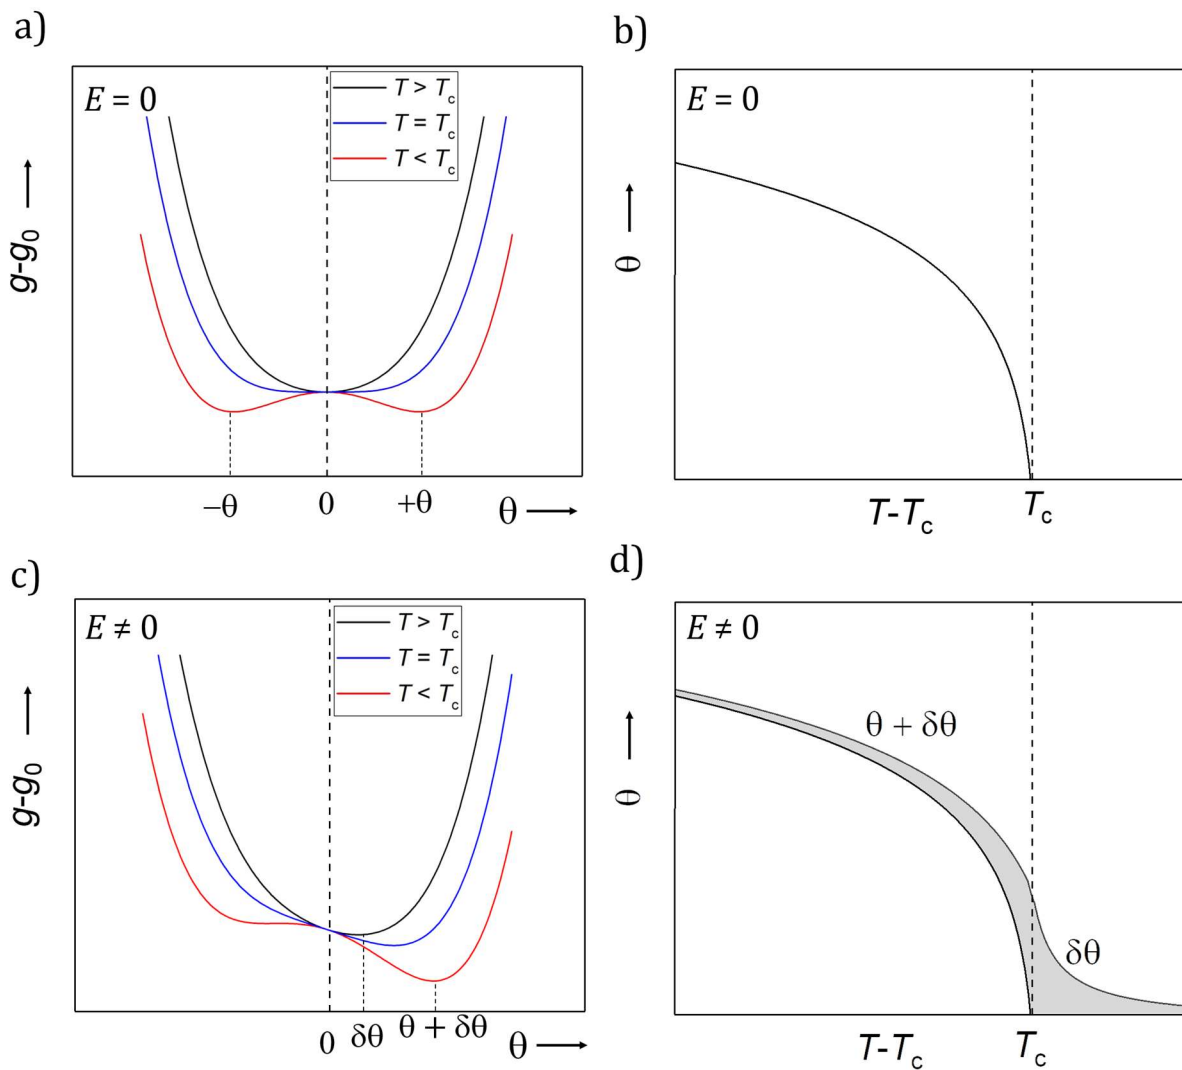 a)
E = 0
T > Tc
T = Tc
T < Tc
g-g0
−θ
0
+θ
θ
b)
E = 0
θ
T-Tc
Tc
c)
E ≠ 0
T > Tc
T = Tc
T < Tc
g-g0
0
δθ
θ + δθ
θ
d)
E ≠ 0
θ + δθ
δθ
θ
T-Tc
Tc